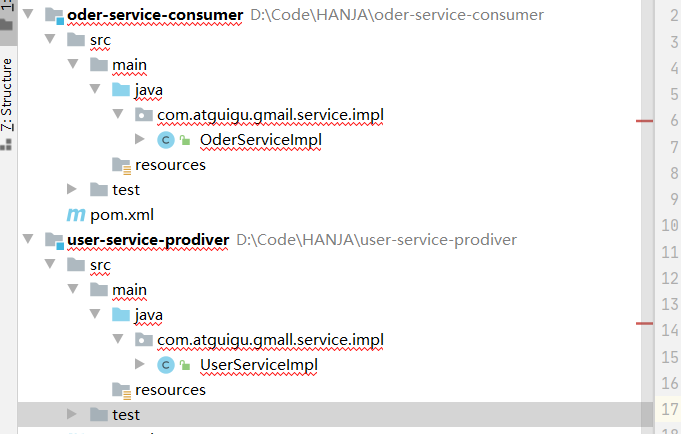 1:
7: Structure
oder-service-consumer D:\Code\HANJA\oder-service-consumer
src
main
java
com.atguigu.gmail.service.impl
OderServiceImpl
resources
test
pom.xml
user-service-prodiver D:\Code\HANJA\user-service-prodiver
src
main
java
com.atguigu.gmall.service.impl
UserServiceImpl
resources
test
2
3
4
5
6
7
8
9
10
11
12
13
14
15
16
17